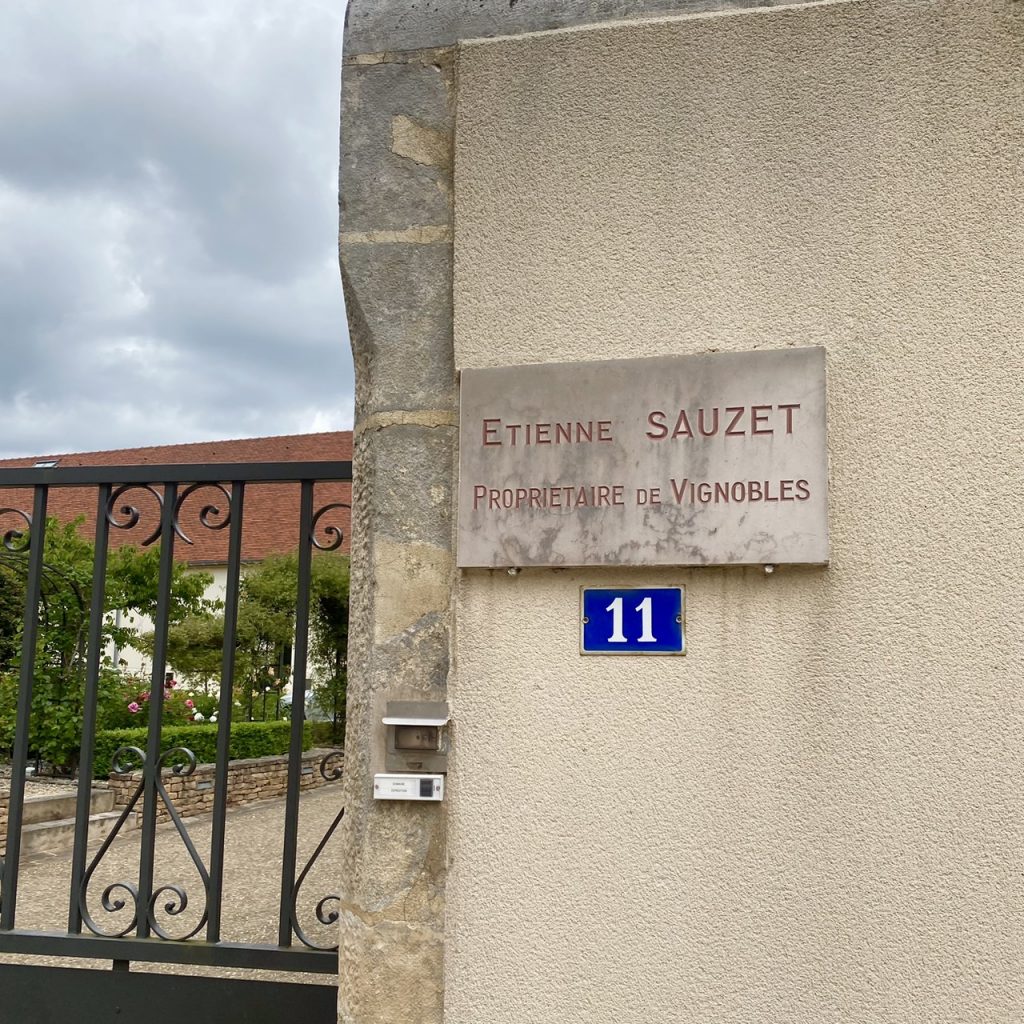 ETIENNE SAUZET
PROPRIETAIRE DE VIGNOBLES
11